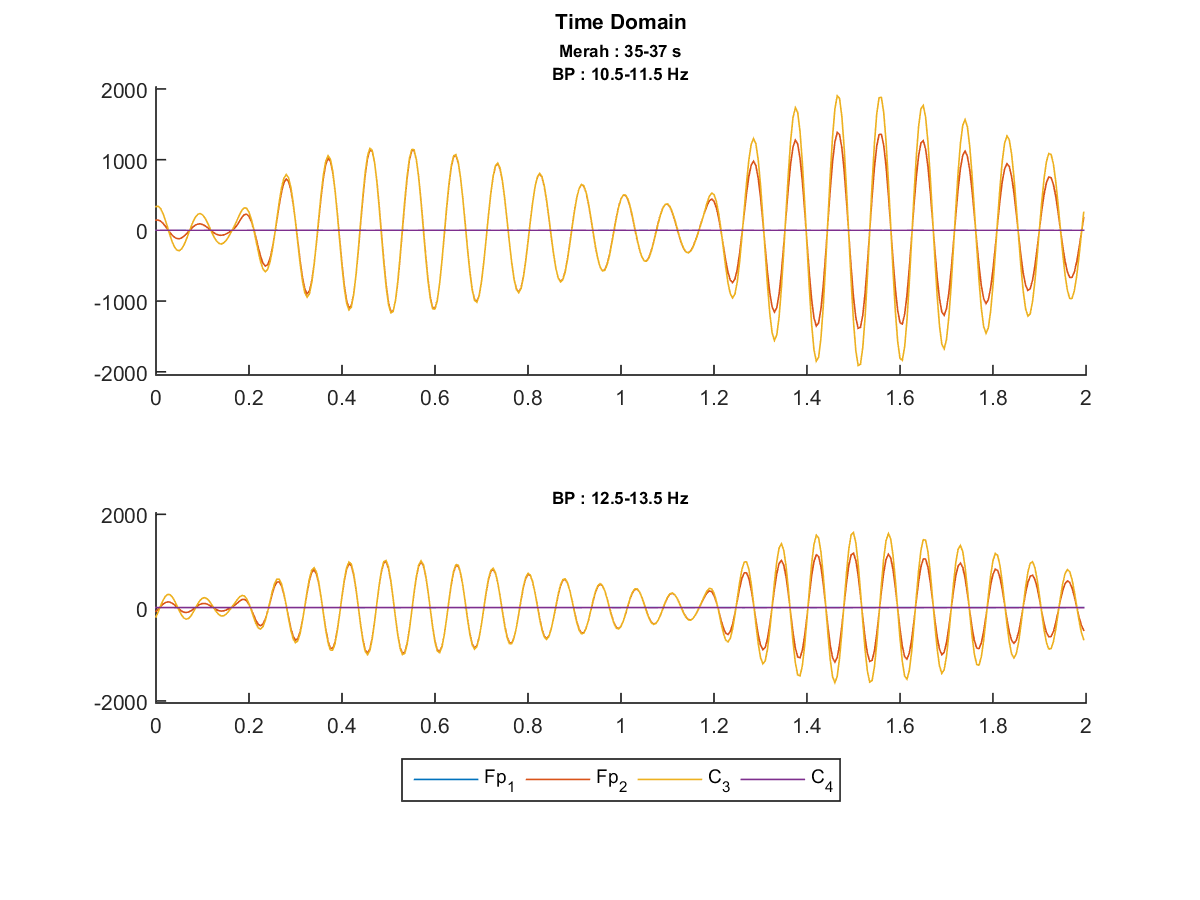 Time Domain
Merah : 35-37 s
BP : 10.5-11.5 Hz
2000
1000
0
-1000
-2000
0 0.2 0.4 0.6 0.8 1 1.2 1.4 1.6 1.8 2
BP : 12.5-13.5 Hz
2000
0
-2000
0 0.2 0.4 0.6 0.8 1 1.2 1.4 1.6 1.8 2
Fp1 Fp2 C3 C4